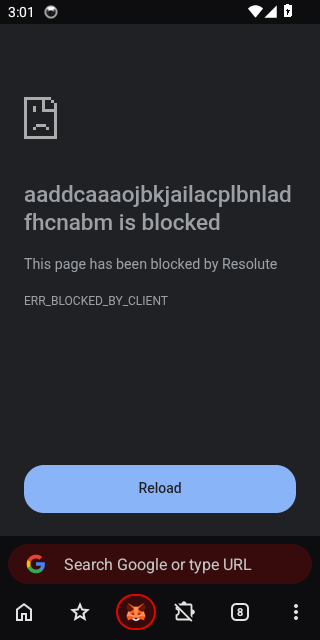 3:01
aaddcaaaojbkjailacplbnlad
fhcnabm is blocked
This page has been blocked by Resolute
ERR_BLOCKED_BY_CLIENT
Reload
Search Google or type URL
8